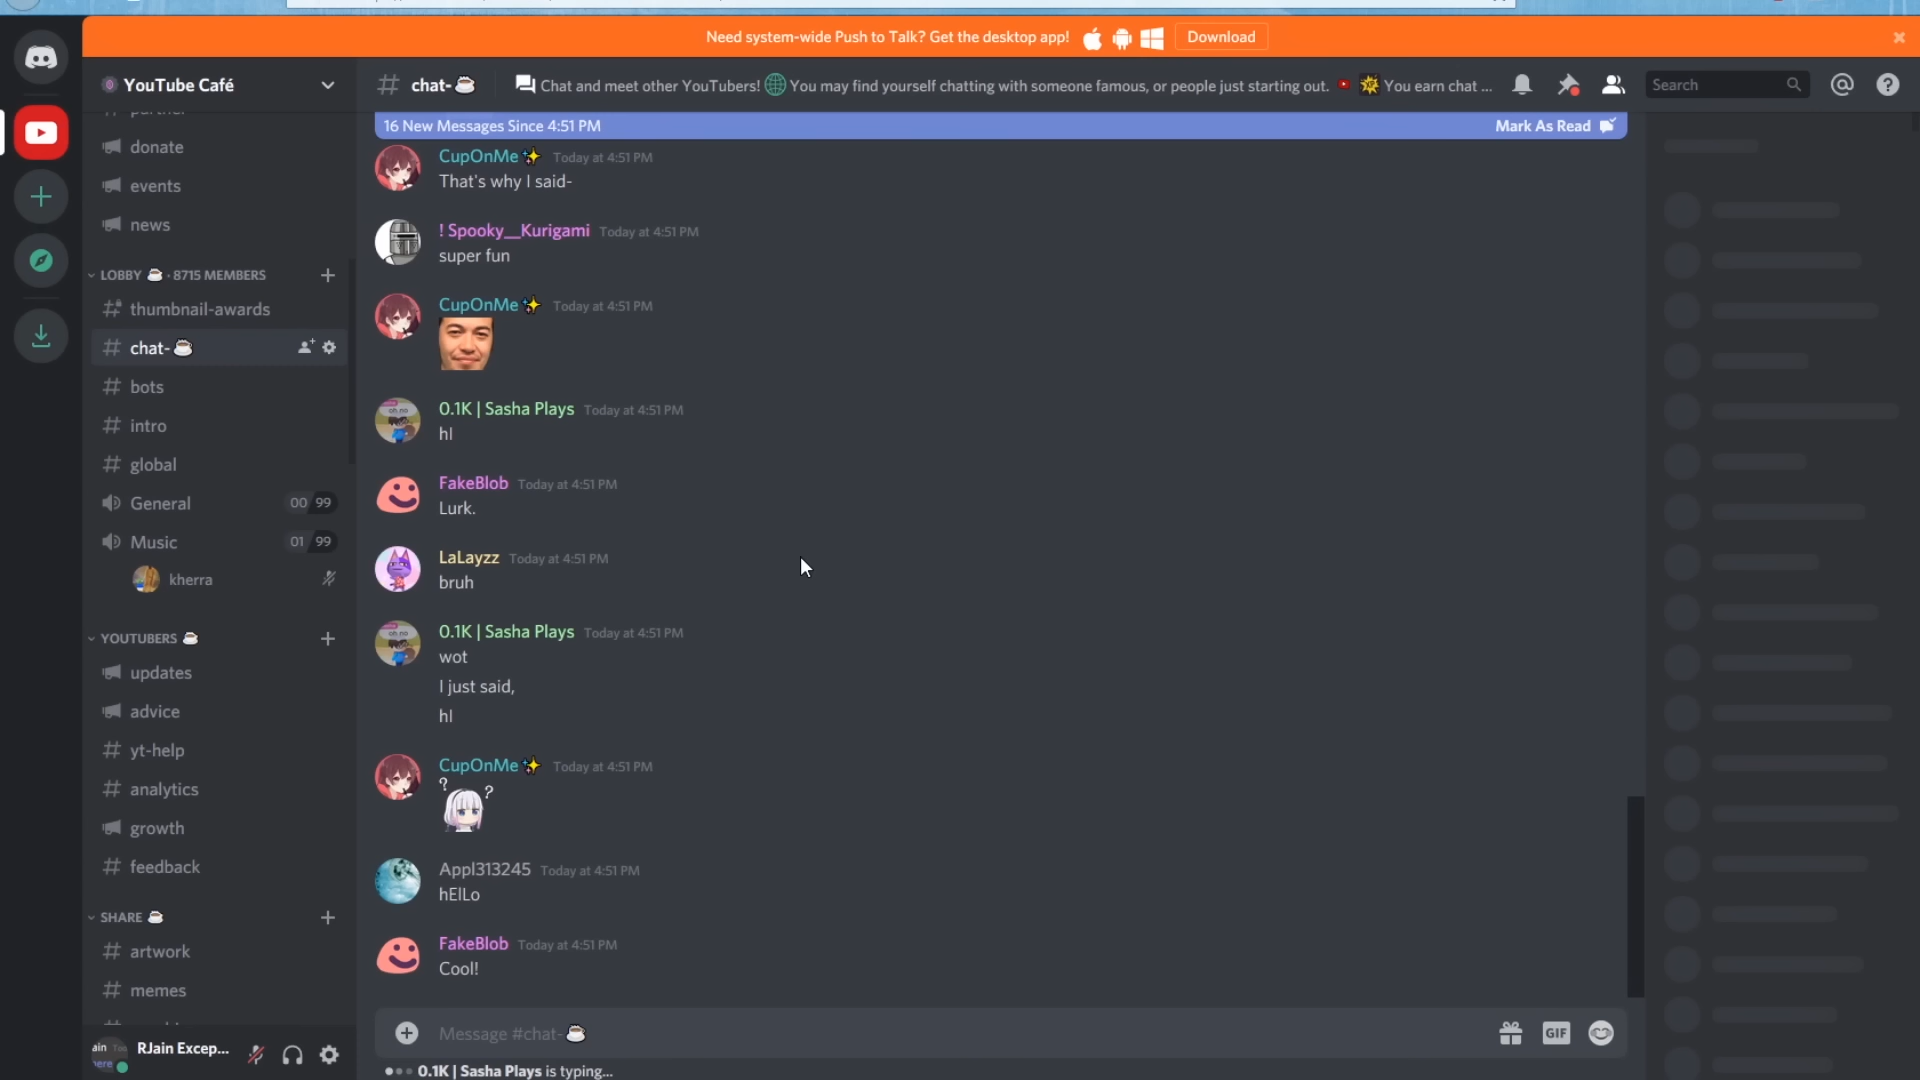 Need system-wide Push to Talk? Get the desktop app! Download
YouTube Café
# chat- Chat and meet other YouTubers! You may find yourself chatting with someone famous, or people just starting out. You earn chat ...
Search
donate
events
news
LOBBY · 8715 MEMBERS
thumbnail-awards
chat-
bots
intro
global
General 00 99
Music 01 99
kherra
YOUTUBERS
updates
advice
yt-help
analytics
growth
feedback
SHARE
artwork
memes
RJain Excep...
16 New Messages Since 4:51 PM Mark As Read
CupOnMe Today at 4:51 PM
That's why I said-
! Spooky__Kurigami Today at 4:51 PM
super fun
CupOnMe Today at 4:51 PM
0.1K | Sasha Plays Today at 4:51 PM
hI
FakeBlob Today at 4:51 PM
Lurk.
LaLayzz Today at 4:51 PM
bruh
0.1K | Sasha Plays Today at 4:51 PM
wot
I just said,
hI
CupOnMe Today at 4:51 PM
? ?
Appl313245 Today at 4:51 PM
hElLo
FakeBlob Today at 4:51 PM
Cool!
Message #chat-
GIF
0.1K | Sasha Plays is typing...